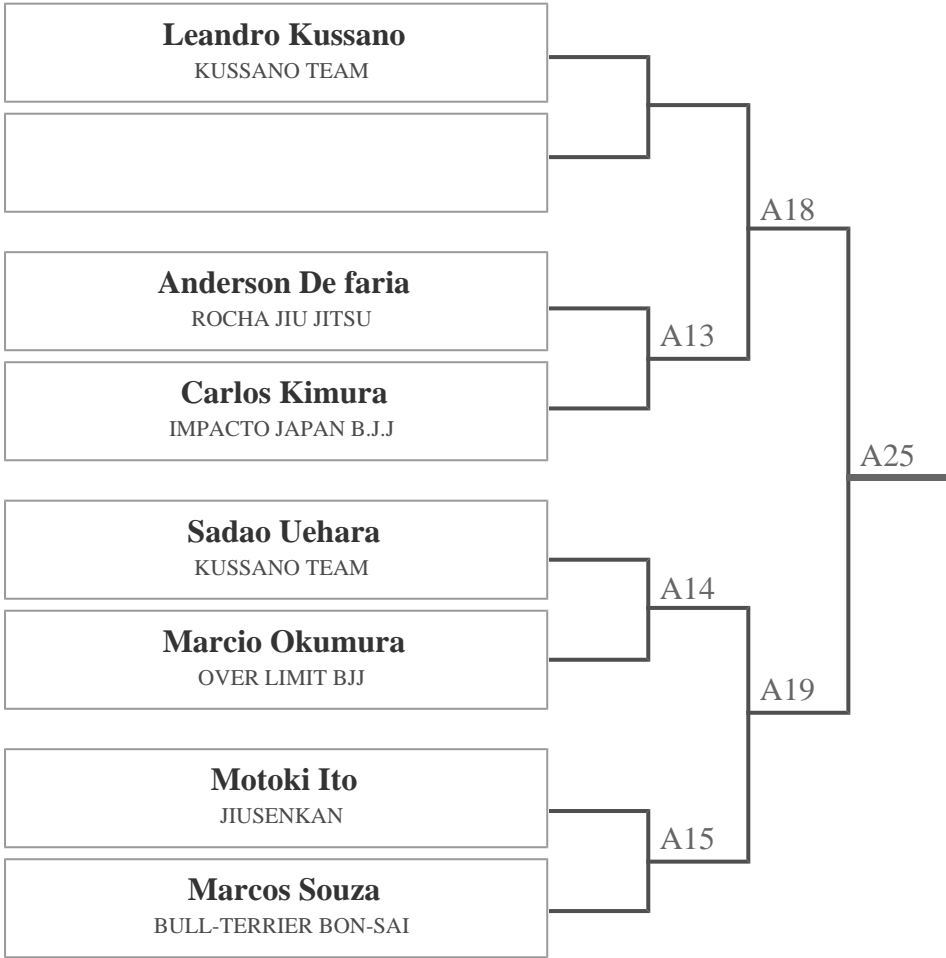 Leandro Kussano
KUSSANO TEAM
A18
Anderson De faria
ROCHA JIU JITSU
A13
Carlos Kimura
IMPACTO JAPAN B.J.J
A25
Sadao Uehara
KUSSANO TEAM
A14
Marcio Okumura
OVER LIMIT BJJ
A19
Motoki Ito
JIUSENKAN
A15
Marcos Souza
BULL-TERRIER BON-SAI